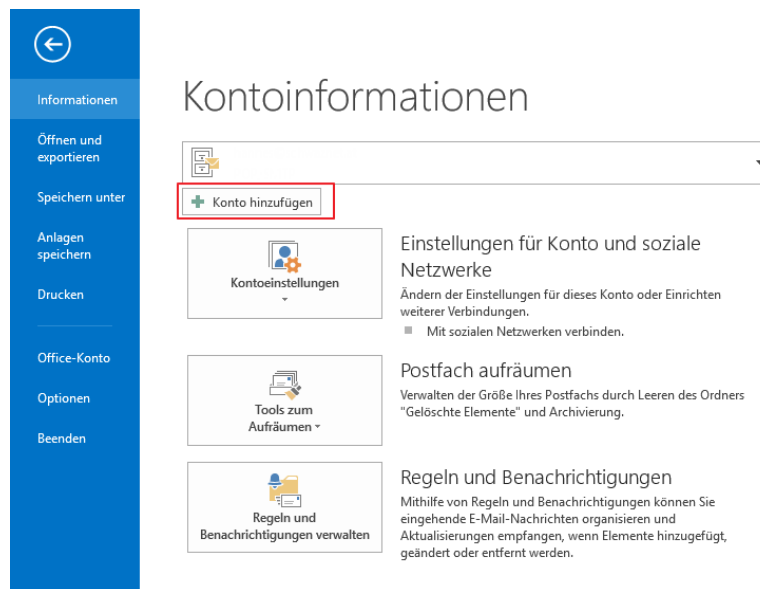 Informationen
Öffnen und
exportieren
Speichern unter
Anlagen
speichern
Drucken
Office-Konto
Optionen
Beenden
Kontoinformationen
Konto hinzufügen
Kontoeinstellungen
Einstellungen für Konto und soziale
Netzwerke
Ändern der Einstellungen für dieses Konto oder Einrichten
weiterer Verbindungen.
Mit sozialen Netzwerken verbinden.
Tools zum
Aufräumen
Postfach aufräumen
Verwalten der Größe Ihres Postfachs durch Leeren des Ordners
"Gelöschte Elemente" und Archivierung.
Regeln und
Benachrichtigungen verwalten
Regeln und Benachrichtigungen
Mithilfe von Regeln und Benachrichtigungen können Sie
eingehende E-Mail-Nachrichten organisieren und
Aktualisierungen empfangen, wenn Elemente hinzugefügt,
geändert oder entfernt werden.